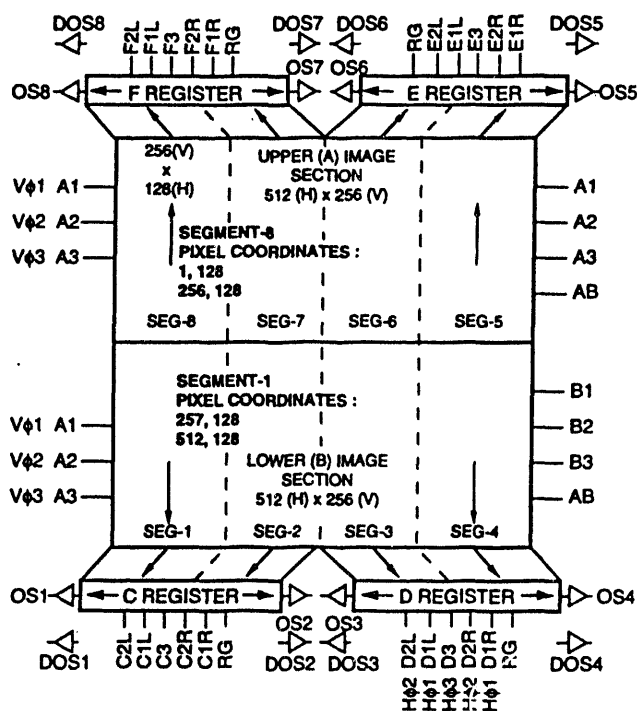 DOS8 F2L F1L F3 F2R F1R RG DOS7 DOS6 RG E2L E1L E3 E2R E1R DOS5
OS8 F REGISTER OS7 OS6 E REGISTER OS5
256(V)
x
128(H)
UPPER (A) IMAGE
SECTION
512 (H) x 256 (V)
Vϕ1 A1
Vϕ2 A2
Vϕ3 A3
A1
A2
A3
AB
SEGMENT-8
PIXEL COORDINATES :
1, 128
256, 128
SEG-8 SEG-7 SEG-6 SEG-5
SEGMENT-1
PIXEL COORDINATES :
257, 128
512, 128
Vϕ1 A1
Vϕ2 A2
Vϕ3 A3
B1
B2
B3
AB
LOWER (B) IMAGE
SECTION
512 (H) x 256 (V)
SEG-1 SEG-2 SEG-3 SEG-4
OS1 C REGISTER OS2 OS3 D REGISTER OS4
DOS1 C2L C1L C3 C2R C1R RG DOS2 DOS3 Hϕ2 D2L Hϕ1 D1L Hϕ3 D3 Hϕ2 D2R Hϕ1 D1R RG DOS4